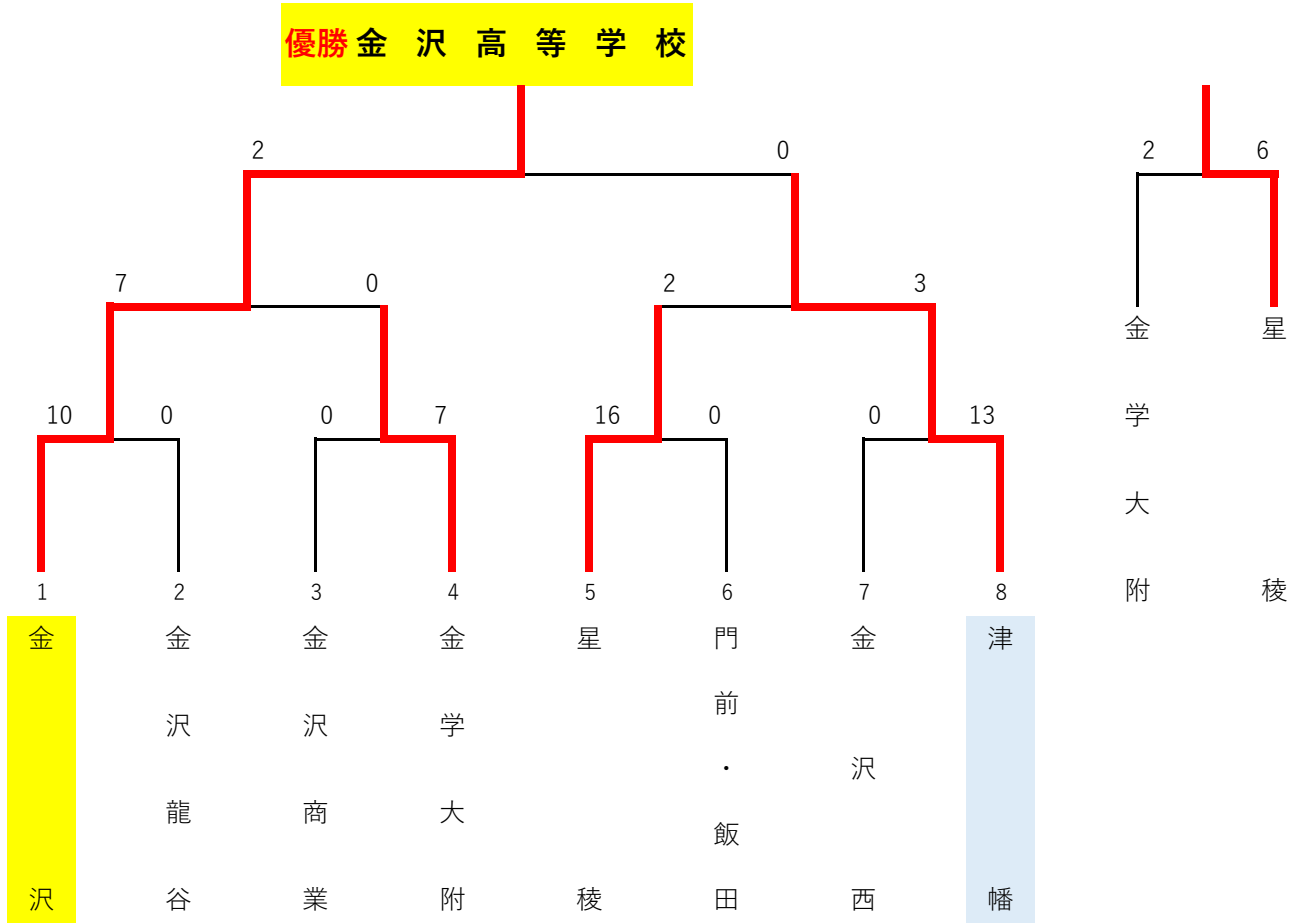 優勝 金 沢 高 等 学 校
2 0 2 6
7 0 2 3
金学大附
星稜
10 0 0 7 16 0 0 13
1 2 3 4 5 6 7 8
金沢
金沢龍谷
金沢商業
金学大附
星稜
門前・飯田
金沢西
津幡